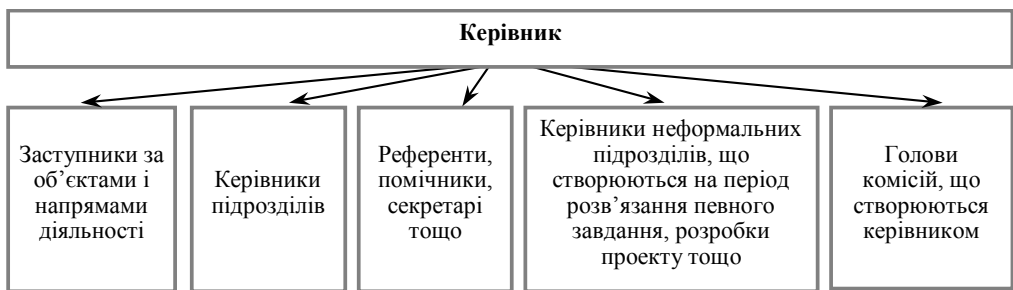 Керівник
Заступники за
об’єктами і
напрямами
діяльності
Керівники
підрозділів
Референти,
помічники,
секретарі
тощо
Керівники неформальних
підрозділів, що
створюються на період
розв’язання певного
завдання, розробки
проекту тощо
Голови
комісій, що
створюються
керівником